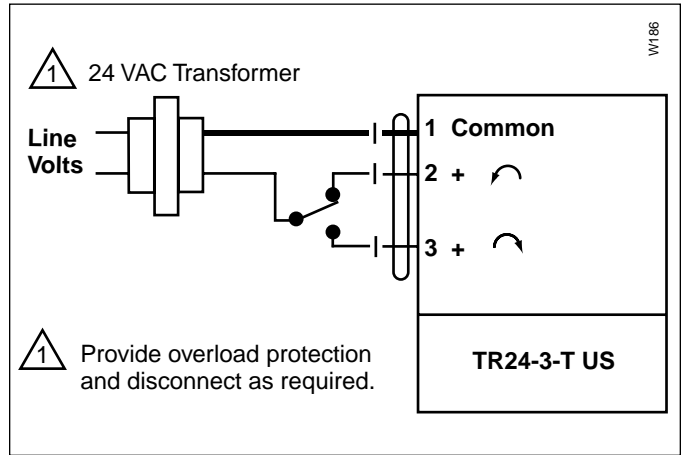 W186
1 24 VAC Transformer
Line
Volts
1 Common
2 +
3 +
1 Provide overload protection
and disconnect as required.
TR24-3-T US